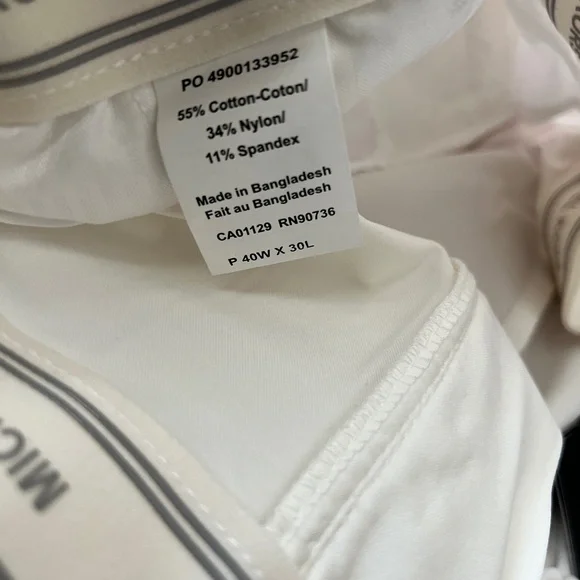 PO 4900133952
55% Cotton-Coton/
34% Nylon/
11% Spandex
Made in Bangladesh
Fait au Bangladesh
CA01129 RN90736
P 40W X 30L
MIC